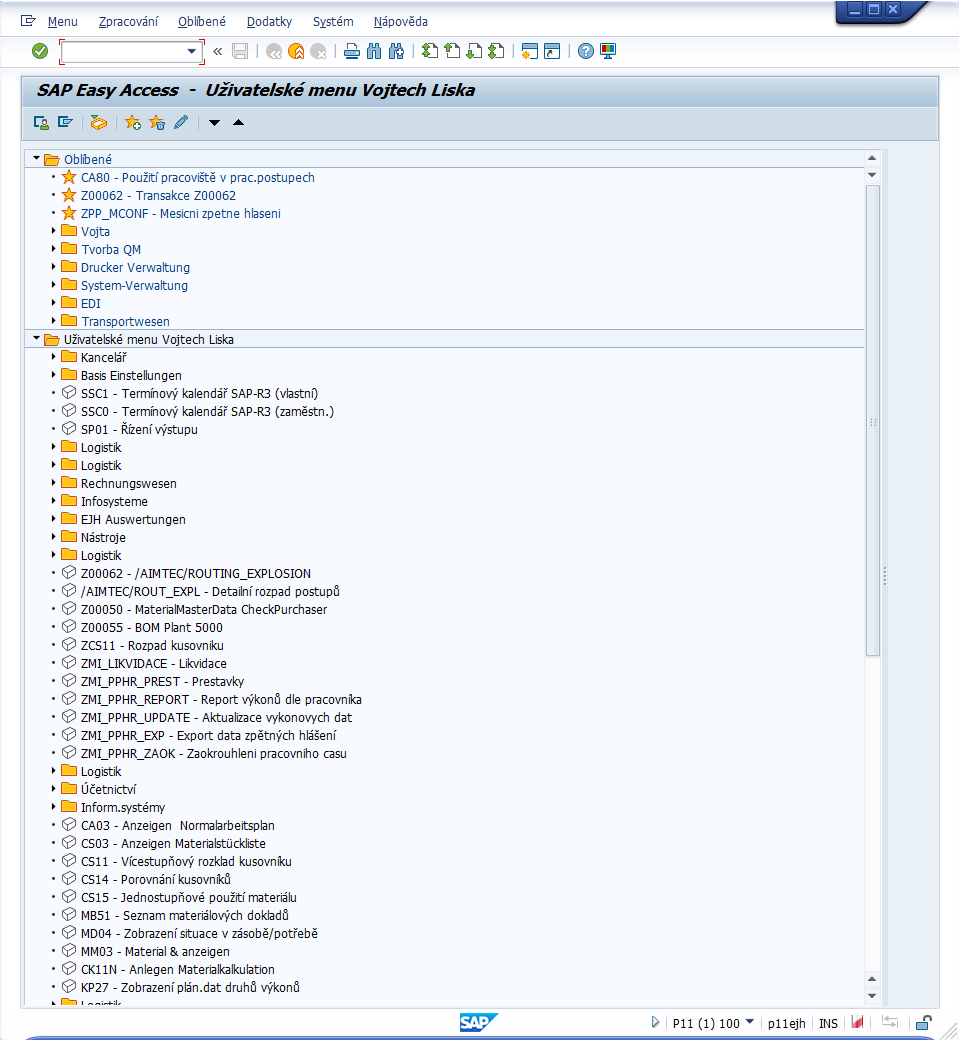 Menu Zpracování Oblíbené Dodatky Systém Nápověda
SAP Easy Access - Uživatelské menu Vojtech Liska
Oblíbené
CA80 - Použití pracoviště v prac.postupech
Z00062 - Transakce Z00062
ZPP_MCONF - Mesicni zpetne hlaseni
Vojta
Tvorba QM
Drucker Verwaltung
System-Verwaltung
EDI
Transportwesen
Uživatelské menu Vojtech Liska
Kancelář
Basis Einstellungen
SSC1 - Termínový kalendář SAP-R3 (vlastní)
SSC0 - Termínový kalendář SAP-R3 (zaměstn.)
SP01 - Řízení výstupu
Logistik
Logistik
Rechnungswesen
Infosysteme
EJH Auswertungen
Nástroje
Logistik
Z00062 - /AIMTEC/ROUTING_EXPLOSION
/AIMTEC/ROUT_EXPL - Detailní rozpad postupů
Z00050 - MaterialMasterData CheckPurchaser
Z00055 - BOM Plant 5000
ZCS11 - Rozpad kusovniku
ZMI_LIKVIDACE - Likvidace
ZMI_PPHR_PREST - Prestavky
ZMI_PPHR_REPORT - Report výkonů dle pracovníka
ZMI_PPHR_UPDATE - Aktualizace vykonovych dat
ZMI_PPHR_EXP - Export data zpětných hlášení
ZMI_PPHR_ZAOK - Zaokrouhleni pracovniho casu
Logistik
Účetnictví
Inform.systémy
CA03 - Anzeigen  Normalarbeitsplan
CS03 - Anzeigen Materialstückliste
CS11 - Vícestupňový rozklad kusovníku
CS14 - Porovnání kusovníků
CS15 - Jednostupňové použití materiálu
MB51 - Seznam materiálových dokladů
MD04 - Zobrazení situace v zásobě/potřebě
MM03 - Material & anzeigen
CK11N - Anlegen Materialkalkulation
KP27 - Zobrazení plán.dat druhů výkonů
Logistik
SAP P11 (1) 100 p11ejh INS